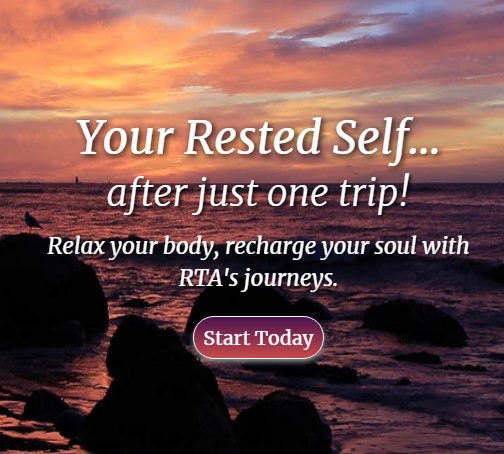 Your Rested Self...
after just one trip!
Relax your body, recharge your soul with
RTA's journeys.
Start Today